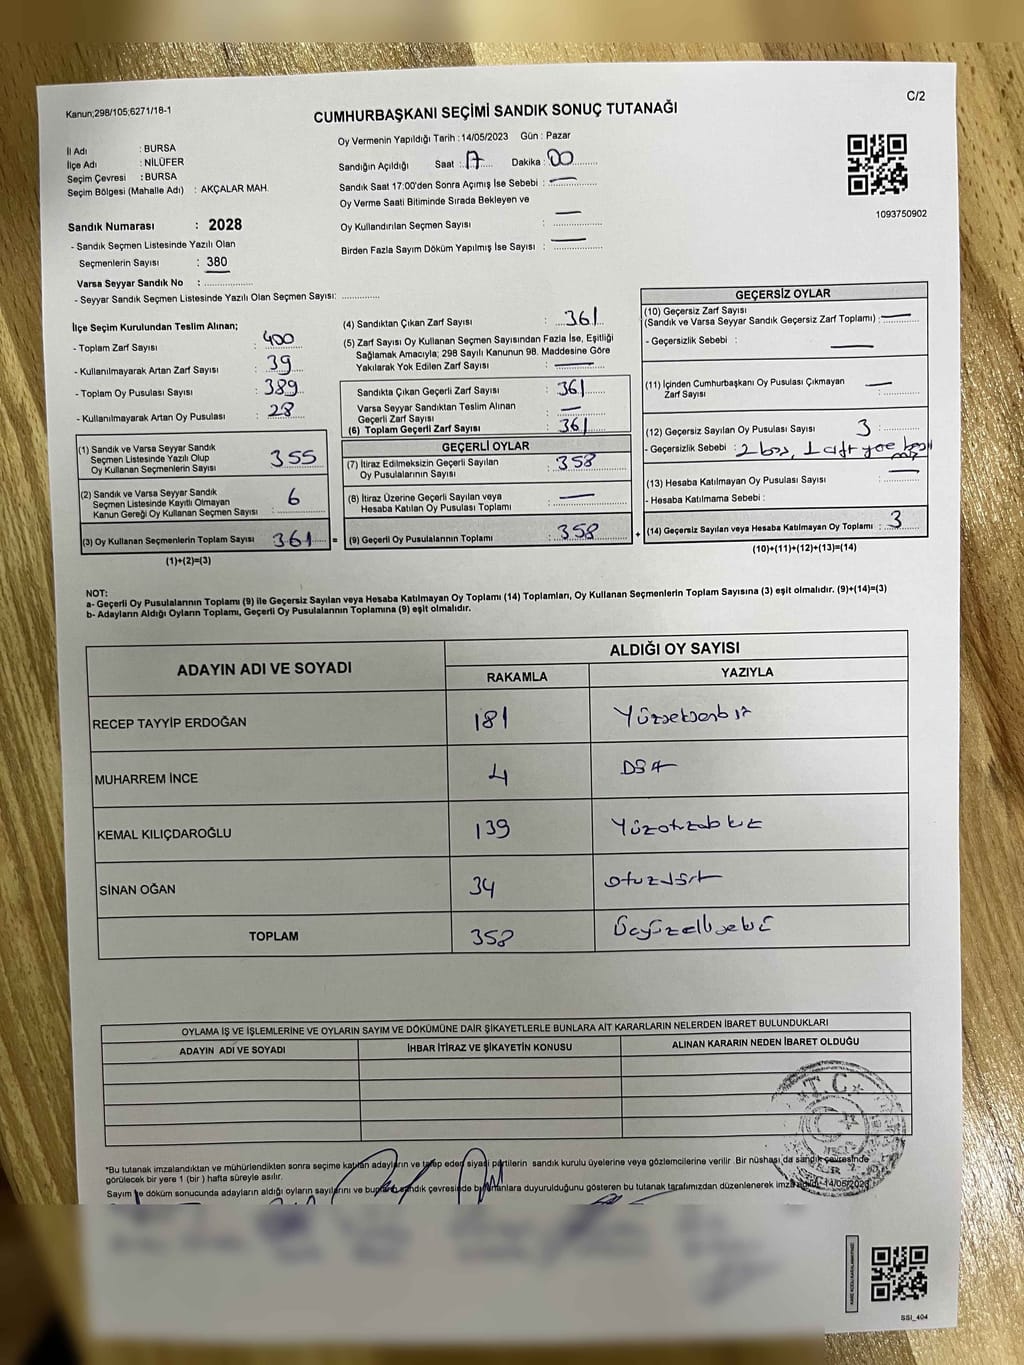 Kanun;298/105;6271/18-1
C/2
CUMHURBAŞKANI SEÇİMİ SANDIK SONUÇ TUTANAĞI
İl Adı : BURSA
İlçe Adı : NİLÜFER
Seçim Çevresi : BURSA
Seçim Bölgesi (Mahalle Adı) : AKÇALAR MAH.
Sandık Numarası : 2028
- Sandık Seçmen Listesinde Yazılı Olan
Seçmenlerin Sayısı : 380
Varsa Seyyar Sandık No :
- Seyyar Sandık Seçmen Listesinde Yazılı Olan Seçmen Sayısı:
Oy Vermenin Yapıldığı Tarih : 14/05/2023 Gün : Pazar
Sandığın Açıldığı Saat : 17 Dakika : 00
Sandık Saat 17:00'den Sonra Açımış İse Sebebi : —
Oy Verme Saati Bitiminde Sırada Bekleyen ve
Oy Kullandırılan Seçmen Sayısı : —
Birden Fazla Sayım Döküm Yapılmış İse Sayısı : —
1093750902
İlçe Seçim Kurulundan Teslim Alınan;
- Toplam Zarf Sayısı : 400
- Kullanılmayarak Artan Zarf Sayısı : 39
- Toplam Oy Pusulası Sayısı : 389
- Kullanılmayarak Artan Oy Pusulası : 28
(1) Sandık ve Varsa Seyyar Sandık
Seçmen Listesinde Yazılı Olup
Oy Kullanan Seçmenlerin Sayısı : 355
(2) Sandık ve Varsa Seyyar Sandık
Seçmen Listesinde Kayıtlı Olmayan
Kanun Gereği Oy Kullanan Seçmen Sayısı : 6
(3) Oy Kullanan Seçmenlerin Toplam Sayısı : 361
(1)+(2)=(3)
(4) Sandıktan Çıkan Zarf Sayısı : 361
(5) Zarf Sayısı Oy Kullanan Seçmen Sayısından Fazla İse, Eşitliği
Sağlamak Amacıyla; 298 Sayılı Kanunun 98. Maddesine Göre
Yakılarak Yok Edilen Zarf Sayısı : —
Sandıkta Çıkan Geçerli Zarf Sayısı : 361
Varsa Seyyar Sandıktan Teslim Alınan
Geçerli Zarf Sayısı : —
(6) Toplam Geçerli Zarf Sayısı : 361
GEÇERLİ OYLAR
(7) İtiraz Edilmeksizin Geçerli Sayılan
Oy Pusulalarının Sayısı : 358
(8) İtiraz Üzerine Geçerli Sayılan veya
Hesaba Katılan Oy Pusulası Toplamı : —
= (9) Geçerli Oy Pusulalarının Toplamı : 358 +
GEÇERSİZ OYLAR
(10) Geçersiz Zarf Sayısı
(Sandık ve Varsa Seyyar Sandık Geçersiz Zarf Toplamı) : —
- Geçersizlik Sebebi : —
(11) İçinden Cumhurbaşkanı Oy Pusulası Çıkmayan
Zarf Sayısı : —
(12) Geçersiz Sayılan Oy Pusulası Sayısı : 3
- Geçersizlik Sebebi : 2 boş, 1 çift yere
(13) Hesaba Katılmayan Oy Pusulası Sayısı : —
- Hesaba Katılmama Sebebi :
(14) Geçersiz Sayılan veya Hesaba Katılmayan Oy Toplamı : 3
(10)+(11)+(12)+(13)=(14)
NOT:
a- Geçerli Oy Pusulalarının Toplamı (9) ile Geçersiz Sayılan veya Hesaba Katılmayan Oy Toplamı (14) Toplamları, Oy Kullanan Seçmenlerin Toplam Sayısına (3) eşit olmalıdır. (9)+(14)=(3)
b- Adayların Aldığı Oyların Toplamı, Geçerli Oy Pusulalarının Toplamına (9) eşit olmalıdır.
ADAYIN ADI VE SOYADI
ALDIĞI OY SAYISI
RAKAMLA YAZIYLA
RECEP TAYYİP ERDOĞAN 181 Yüzseksenbir
MUHARREM İNCE 4 Dört
KEMAL KILIÇDAROĞLU 139 Yüzotuzdokuz
SİNAN OĞAN 34 otuzdört
TOPLAM 358 Üçyüzellisekiz
OYLAMA İŞ VE İŞLEMLERİNE VE OYLARIN SAYIM VE DÖKÜMÜNE DAİR ŞİKAYETLERLE BUNLARA AİT KARARLARIN NELERDEN İBARET BULUNDUKLARI
ADAYIN ADI VE SOYADI İHBAR İTİRAZ VE ŞİKAYETİN KONUSU ALINAN KARARIN NEDEN İBARET OLDUĞU
T.C.
*Bu tutanak imzalandıktan ve mühürlendikten sonra seçime katılan adayların ve talep eden siyasi partilerin sandık kurulu üyelerine veya gözlemcilerine verilir. Bir nüshası da sandık çevresinde
görülecek bir yere 1 (bir ) hafta süreyle asılır.
Sayım ve döküm sonucunda adayların aldığı oyların sayılarını ve bunların sandık çevresinde bulunanlara duyurulduğunu gösteren bu tutanak tarafımızdan düzenlenerek imza edildi. 14/05/2023
SSI_404